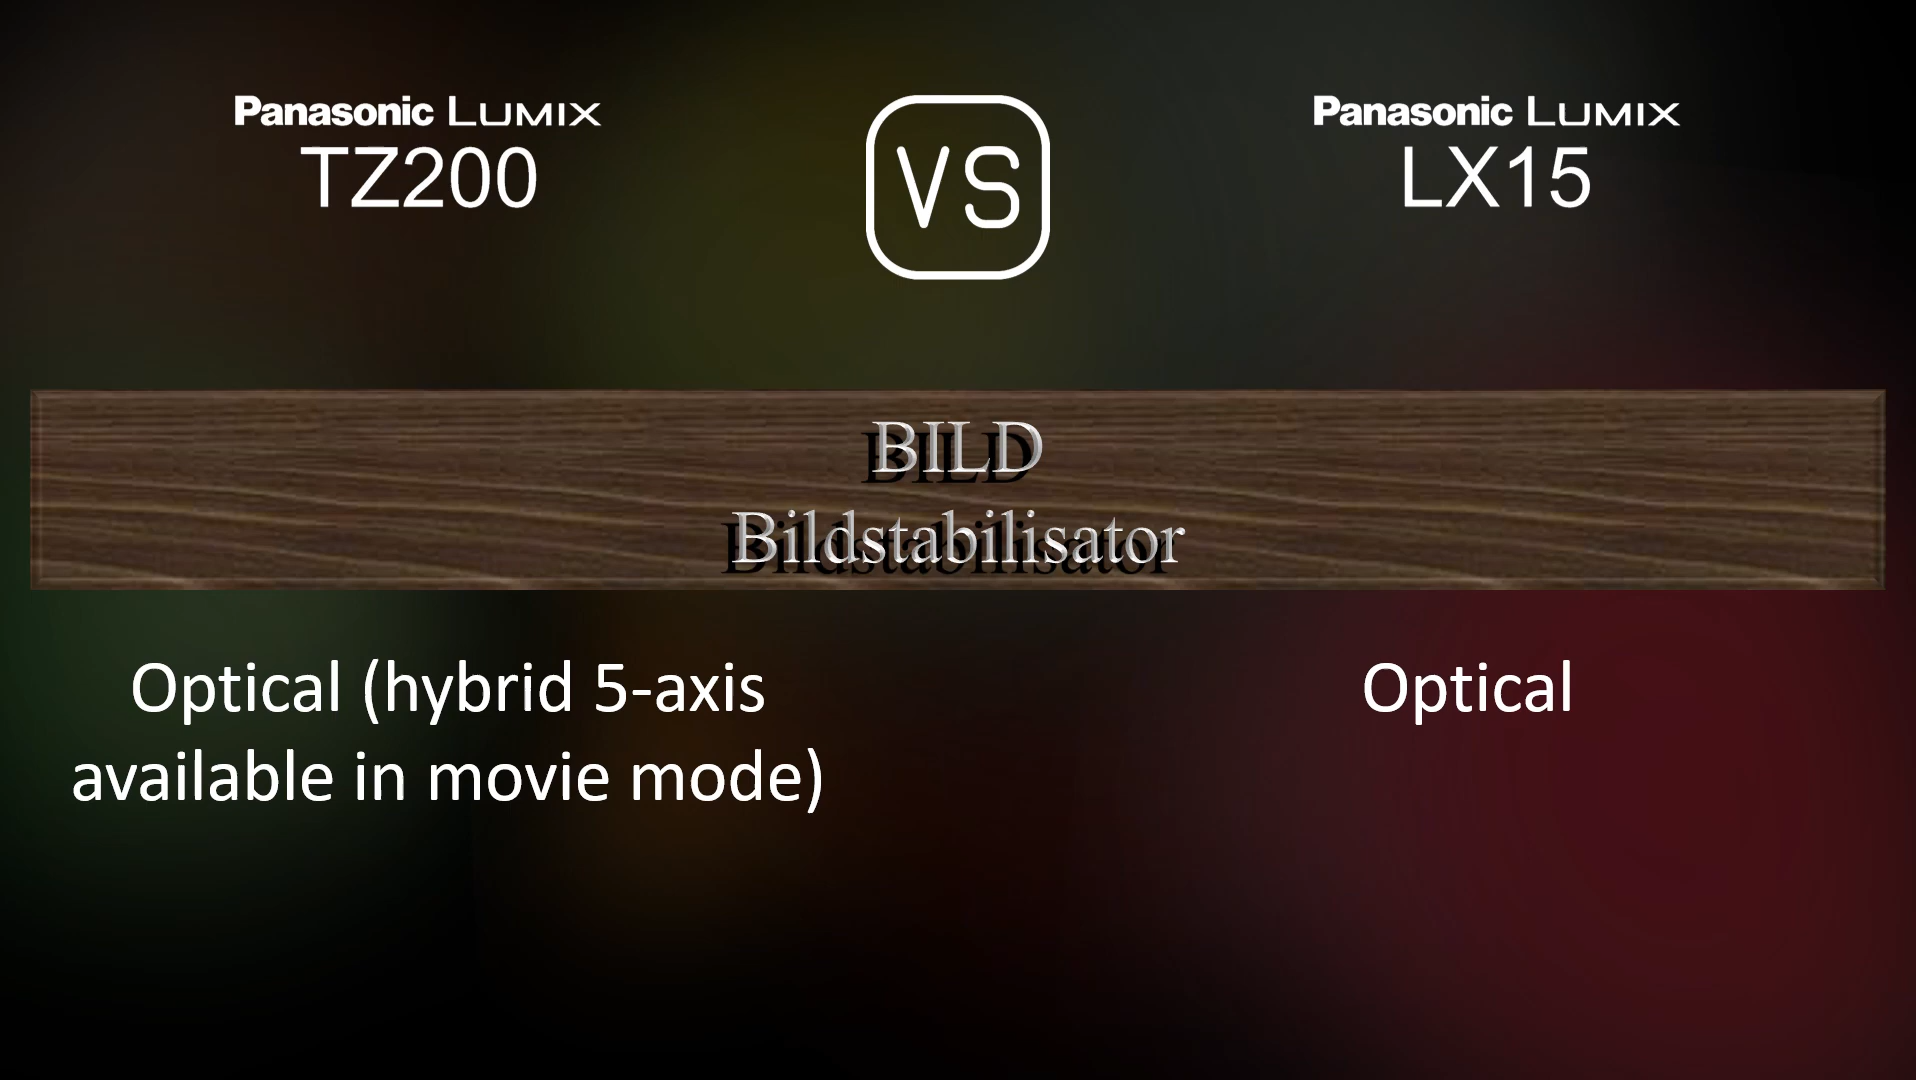 Panasonic LUMIX
TZ200
VS
Panasonic LUMIX
LX15
BILD
Bildstabilisator
Optical (hybrid 5-axis
available in movie mode)
Optical